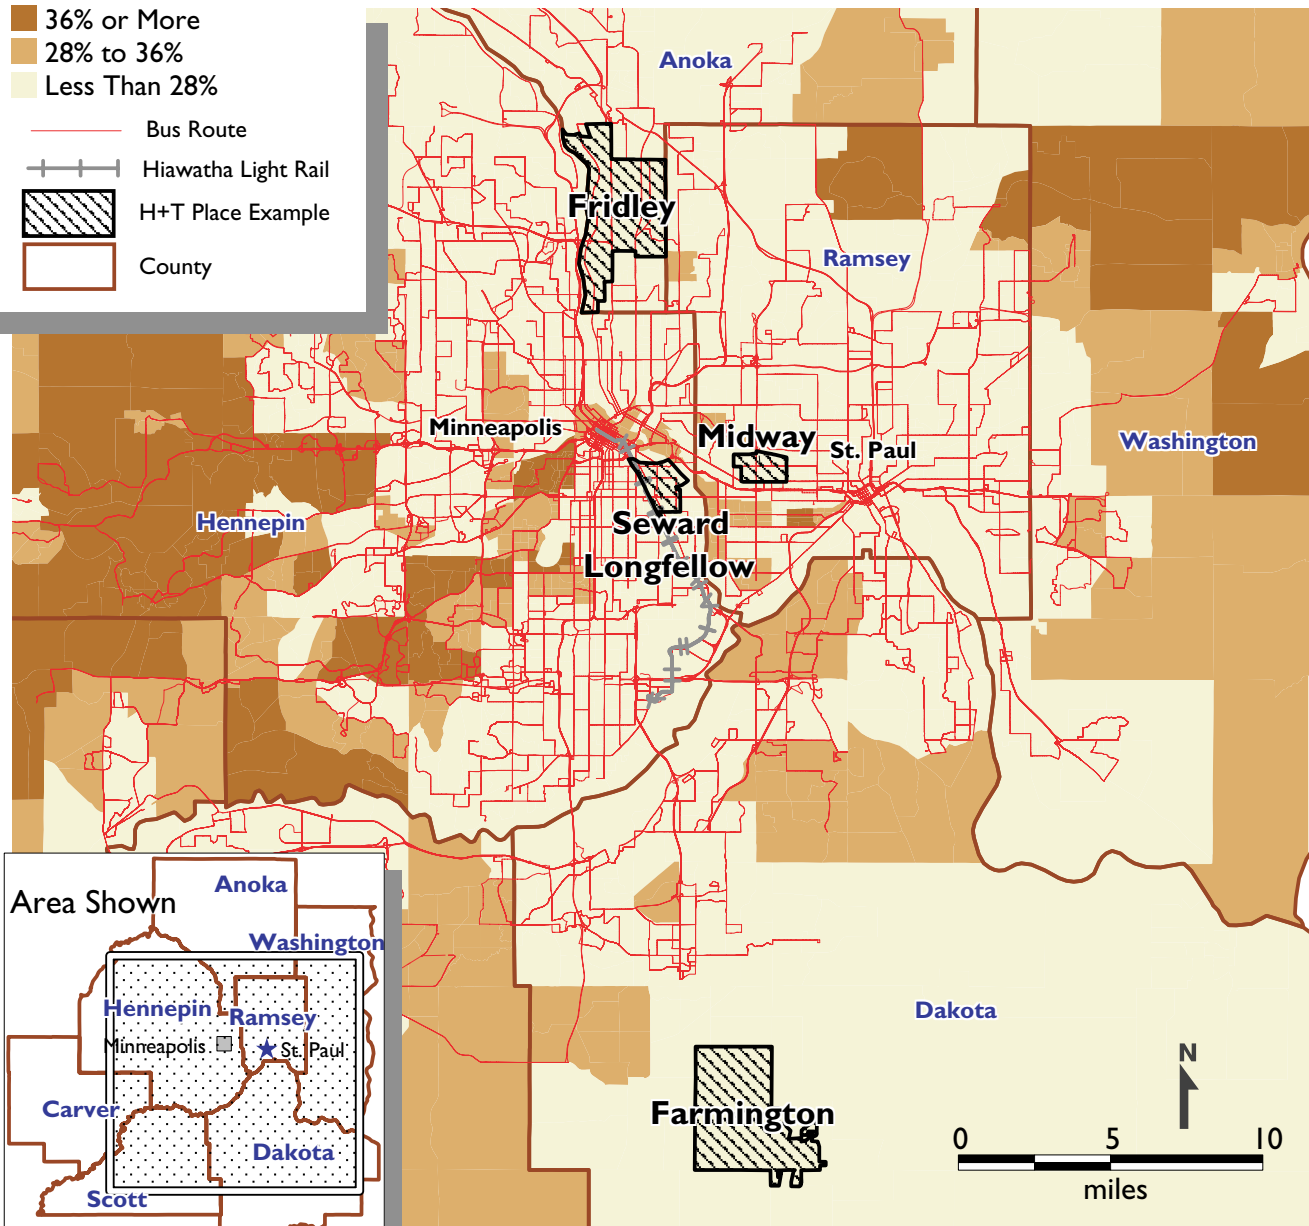 36% or More
28% to 36%
Less Than 28%
Bus Route
Hiawatha Light Rail
H+T Place Example
County
Anoka
Fridley
Ramsey
Minneapolis
Midway
St. Paul
Washington
Hennepin
Seward
Longfellow
Dakota
Farmington
N
0 5 10
miles
Area Shown
Anoka
Washington
Hennepin
Ramsey
Minneapolis
St. Paul
Carver
Dakota
Scott